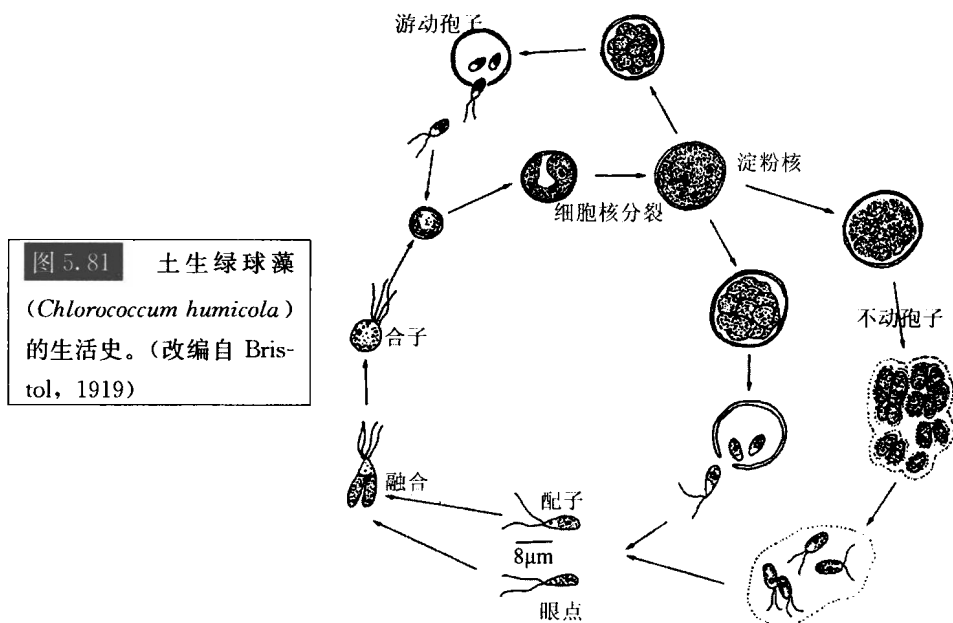 游动孢子
淀粉核
细胞核分裂
图 5.81 土生绿球藻
(Chlorococcum humicola)
的生活史。(改编自 Bris-
tol, 1919)
不动孢子
合子
融合
配子
8μm
眼点